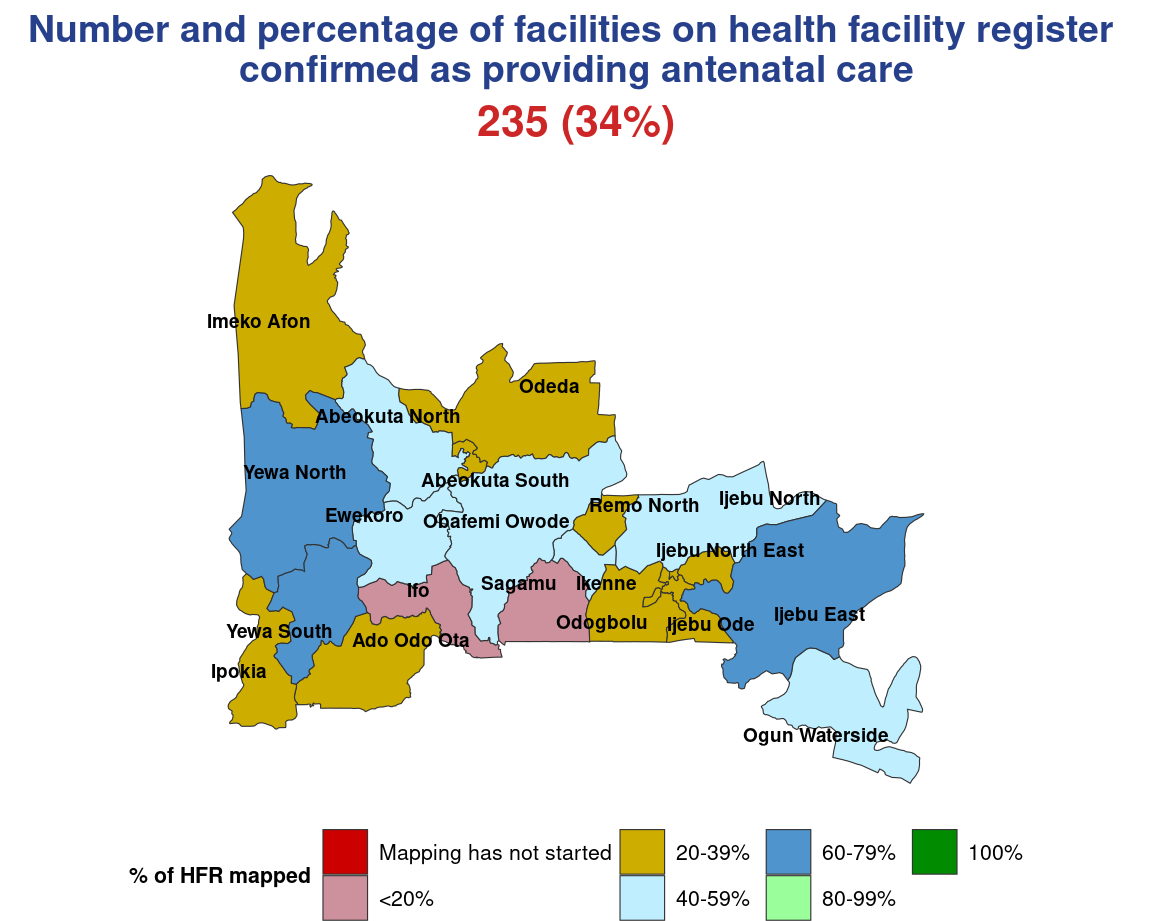 Number and percentage of facilities on health facility register
confirmed as providing antenatal care
235 (34%)
Imeko Afon
Odeda
Abeokuta North
Yewa North
Abeokuta South
Ijebu North
Remo North
Ewekoro
Obafemi Owode
Ijebu North East
Sagamu
Ikenne
Ifo
Ijebu East
Odogbolu
Ijebu Ode
Yewa South
Ado Odo Ota
Ipokia
Ogun Waterside
% of HFR mapped
Mapping has not started
<20%
20-39%
40-59%
60-79%
80-99%
100%